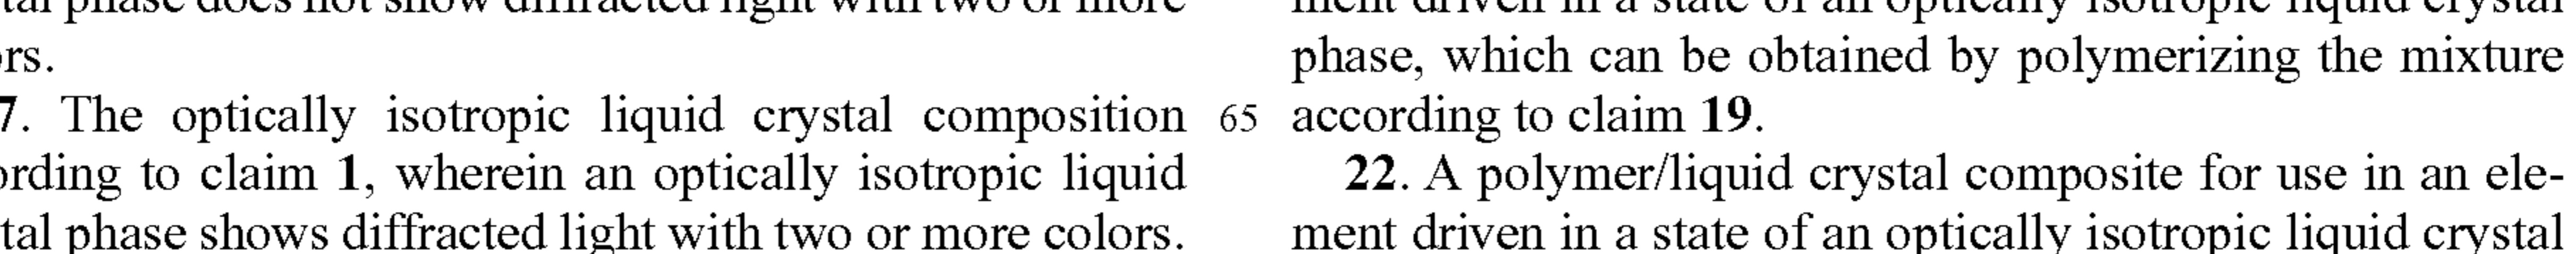 phase does not show diffracted light with two or more
rs.
7. The optically isotropic liquid crystal composition
rding to claim 1, wherein an optically isotropic liquid
tal phase shows diffracted light with two or more colors.
65
ment driven in a state of an optically isotropic liquid crystal
phase, which can be obtained by polymerizing the mixture
according to claim 19.
22. A polymer/liquid crystal composite for use in an ele-
ment driven in a state of an optically isotropic liquid crystal